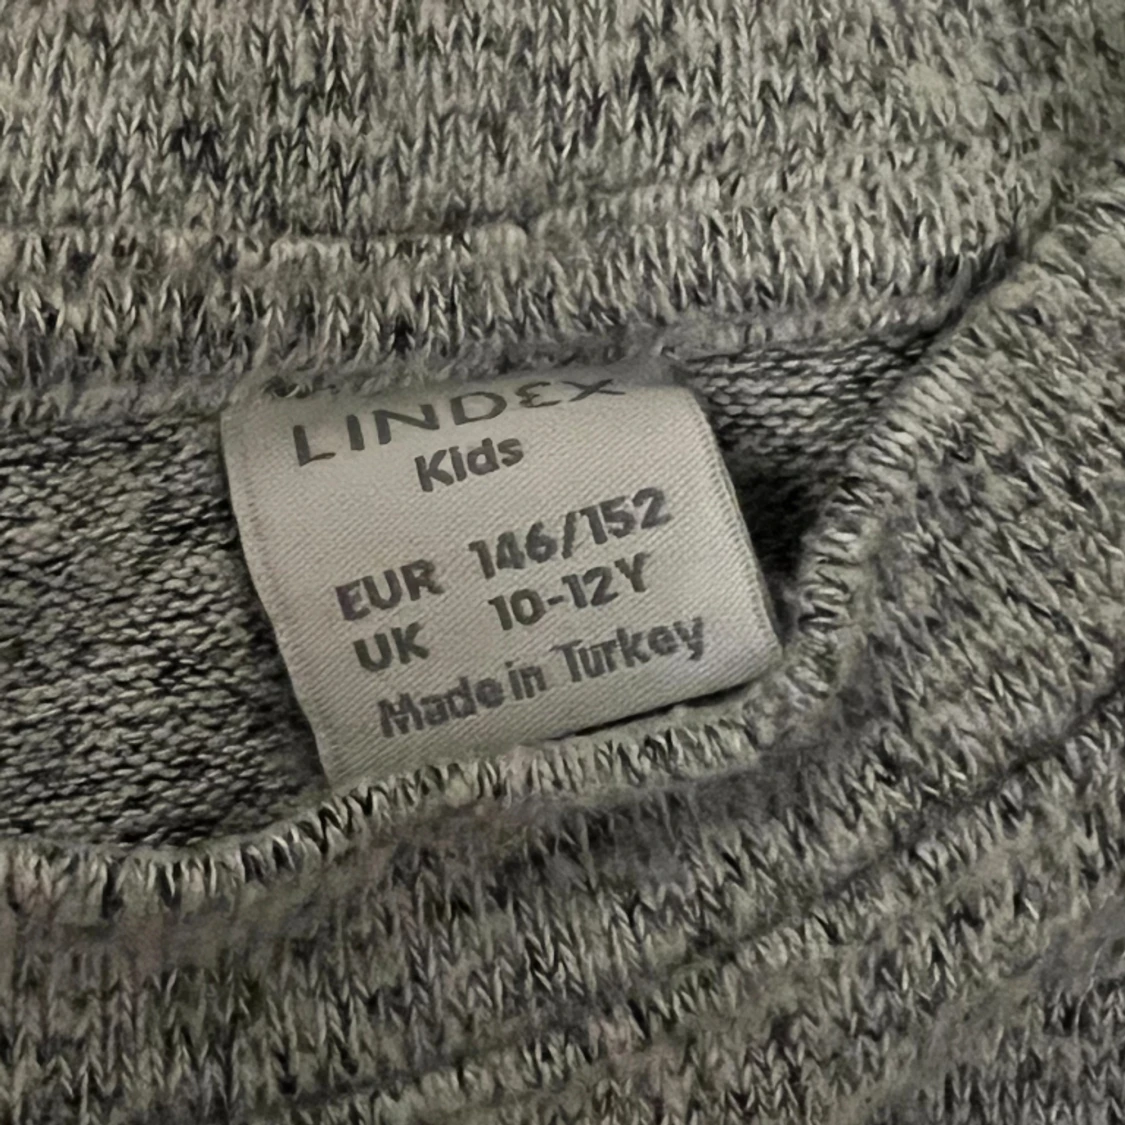 LINDEX
Kids
EUR 146/152
UK 10-12Y
Made in Turkey